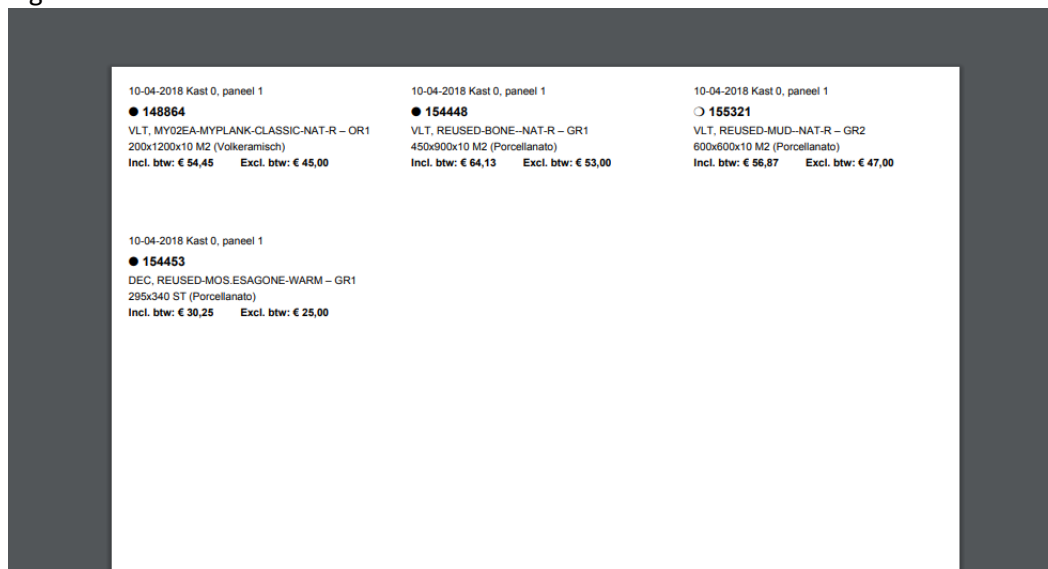 10-04-2018 Kast 0, paneel 1
● 148864
VLT, MY02EA-MYPLANK-CLASSIC-NAT-R – OR1
200x1200x10 M2 (Volkeramisch)
Incl. btw: € 54,45 Excl. btw: € 45,00
10-04-2018 Kast 0, paneel 1
● 154448
VLT, REUSED-BONE--NAT-R – GR1
450x900x10 M2 (Porcellanato)
Incl. btw: € 64,13 Excl. btw: € 53,00
10-04-2018 Kast 0, paneel 1
❍ 155321
VLT, REUSED-MUD--NAT-R – GR2
600x600x10 M2 (Porcellanato)
Incl. btw: € 56,87 Excl. btw: € 47,00
10-04-2018 Kast 0, paneel 1
● 154453
DEC, REUSED-MOS.ESAGONE-WARM – GR1
295x340 ST (Porcellanato)
Incl. btw: € 30,25 Excl. btw: € 25,00